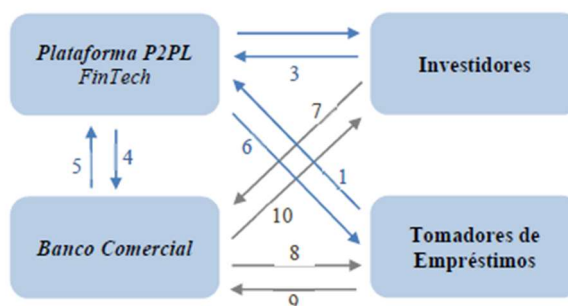 Plataforma P2PL
FinTech
Investidores
3
7
5
4
6
1
10
Banco Comercial
8
9
Tomadores de
Empréstimos